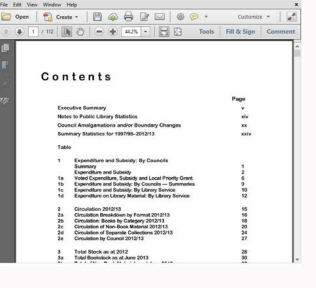 File Edit View Window Help
Open Create 1 / 112 44.2% Customize
Tools Fill & Sign Comment
Contents
Page
Executive Summary v
Notes to Public Library Statistics xiv
Council Amalgamations and/or Boundary Changes xx
Summary Statistics for 1997/98–2012/13 xxiv
Table
1 Expenditure and Subsidy: By Councils
Summary 1
Expenditure and Subsidy 2
1a Voted Expenditure, Subsidy and Local Priority Grant 6
1b Expenditure and Subsidy: By Councils — Summaries 9
1c Expenditure and Subsidy: By Library Service 10
1d Expenditure on Library Material: By Library Service 12
2 Circulation 2012/13 15
2a Circulation Breakdown by Format 2012/13 16
2b Circulation: Books by Category 2012/13 18
2c Circulation of Non-Book Material 2012/13 20
2d Circulation of Separate Collections 2012/13 24
2e Circulation by Council 2012/13 27
3 Total Stock as at 2012 28
3a Total Bookstock as at June 2013 30